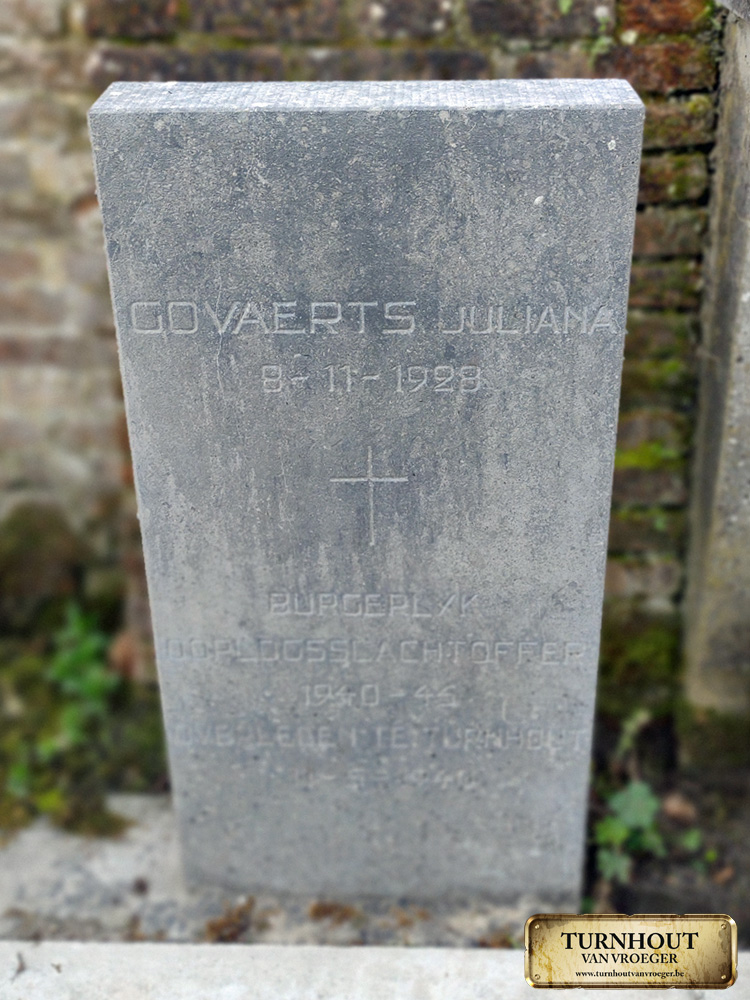 GOVAERTS JULIANA
8-11-1928
BURGERLYK
OORLOGSSLACHTOFFER
1940-45
OVERLEDEN TE TURNHOUT
TURNHOUT
VAN VROEGER
www.turnhoutvanvroeger.be